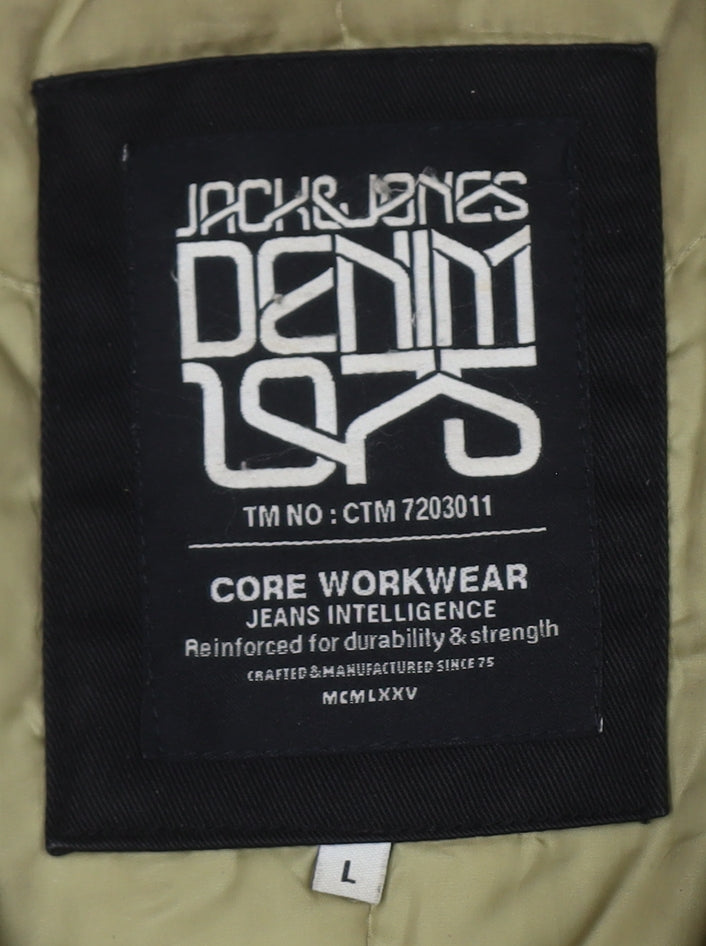 JACK&JONES
DENIM
1975
TM NO : CTM 7203011
CORE WORKWEAR
JEANS INTELLIGENCE
Reinforced for durability & strength
CRAFTED & MANUFACTURED SINCE 75
MCMLXXV
L